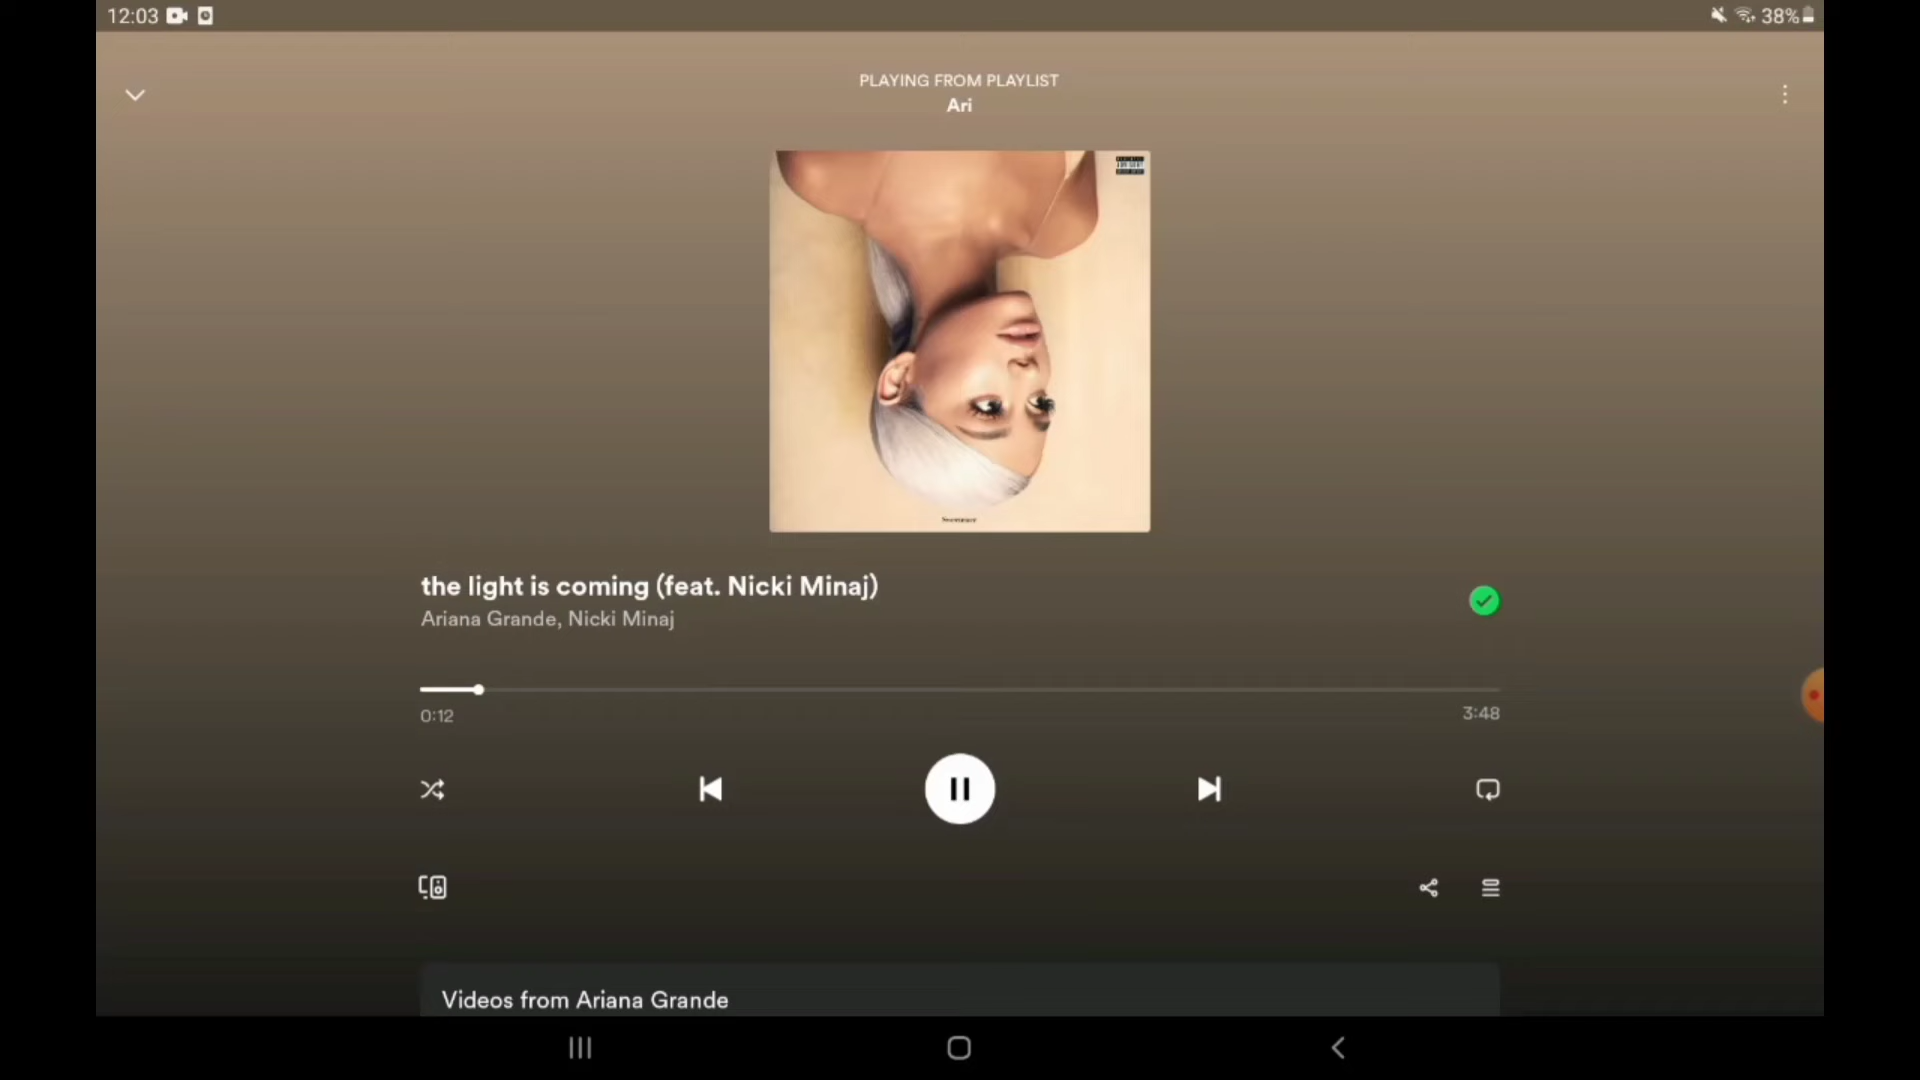 12:03
38%
PLAYING FROM PLAYLIST
Ari
the light is coming (feat. Nicki Minaj)
Ariana Grande, Nicki Minaj
0:12
3:48
Videos from Ariana Grande